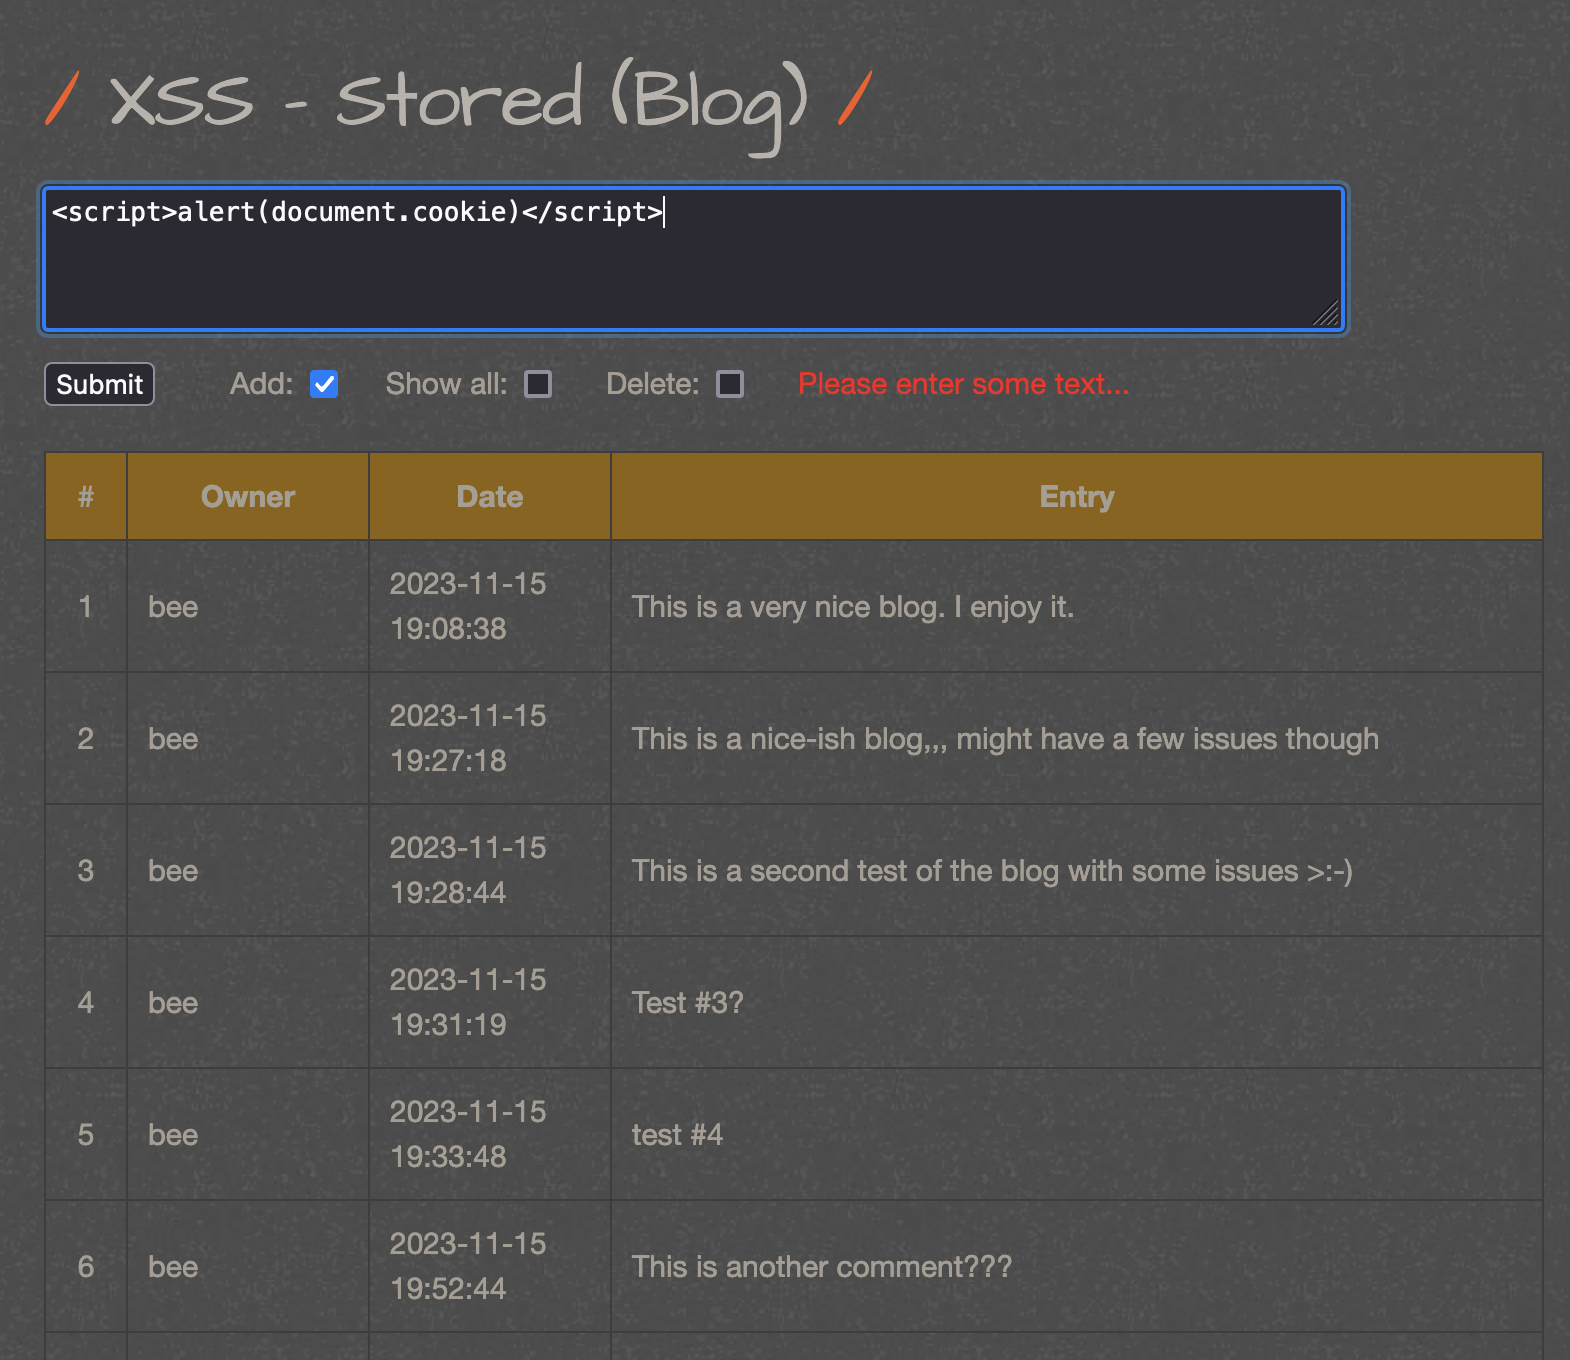 / XSS - Stored (Blog) /
<script>alert(document.cookie)</script>
Submit Add: Show all: Delete: Please enter some text...
# Owner Date Entry
1 bee 2023-11-15 19:08:38 This is a very nice blog. I enjoy it.
2 bee 2023-11-15 19:27:18 This is a nice-ish blog,,, might have a few issues though
3 bee 2023-11-15 19:28:44 This is a second test of the blog with some issues >:-)
4 bee 2023-11-15 19:31:19 Test #3?
5 bee 2023-11-15 19:33:48 test #4
6 bee 2023-11-15 19:52:44 This is another comment???